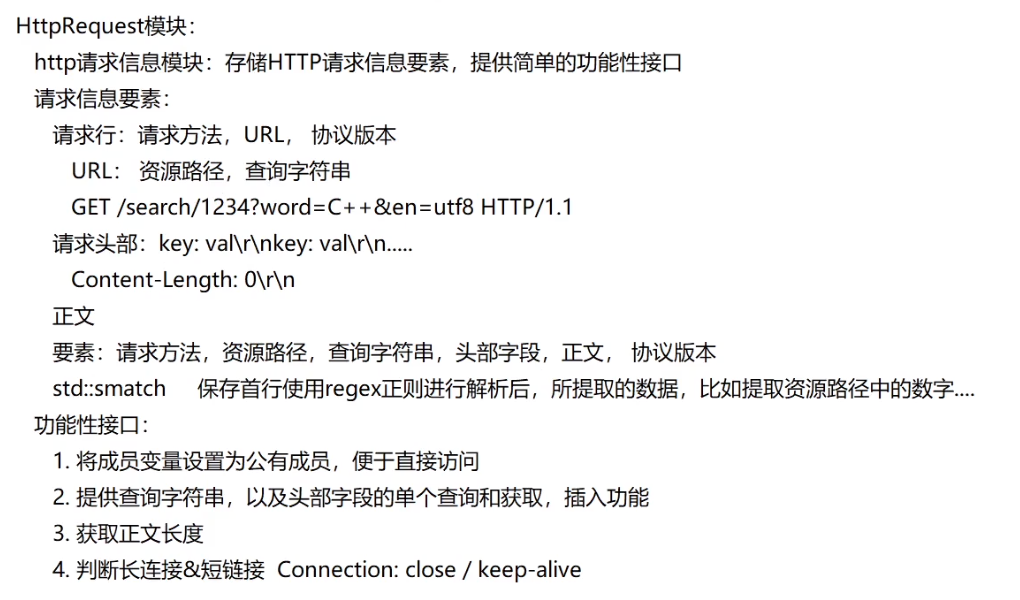 HttpRequest模块：
http请求信息模块：存储HTTP请求信息要素，提供简单的功能性接口
请求信息要素：
请求行：请求方法，URL， 协议版本
URL： 资源路径，查询字符串
GET /search/1234?word=C++&en=utf8 HTTP/1.1
请求头部：key: val\r\nkey: val\r\n.....
Content-Length: 0\r\n
正文
要素：请求方法，资源路径，查询字符串，头部字段，正文， 协议版本
std::smatch 保存首行使用regex正则进行解析后，所提取的数据，比如提取资源路径中的数字....
功能性接口：
1. 将成员变量设置为公有成员，便于直接访问
2. 提供查询字符串，以及头部字段的单个查询和获取，插入功能
3. 获取正文长度
4. 判断长连接&短链接 Connection: close / keep-alive